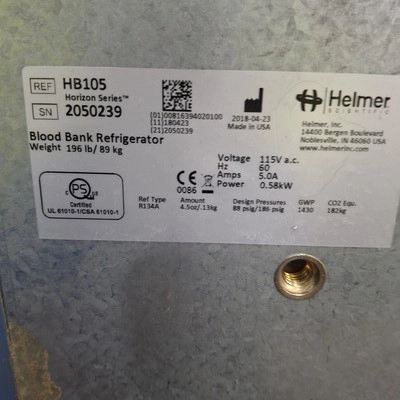 REF HB105
Horizon Series™
SN 2050239
(01)00816394020100
(11)180423
(21)2050239
2018-04-23
Made in USA
Helmer
SCIENTIFIC
Helmer, Inc.
14400 Bergen Boulevard
Noblesville, IN 46060 USA
www.helmerinc.com
Blood Bank Refrigerator
Weight 196 lb/ 89 kg
Voltage 115V a.c.
Hz 60
Amps 5.0A
Power 0.58kW
CE
0086
c PS us
Certified
UL 61010-1/CSA 61010-1
Ref Type Amount Design Pressures GWP CO2 Equ.
R134A 4.5oz/.13kg 88 psig/186 psig 1430 182kg